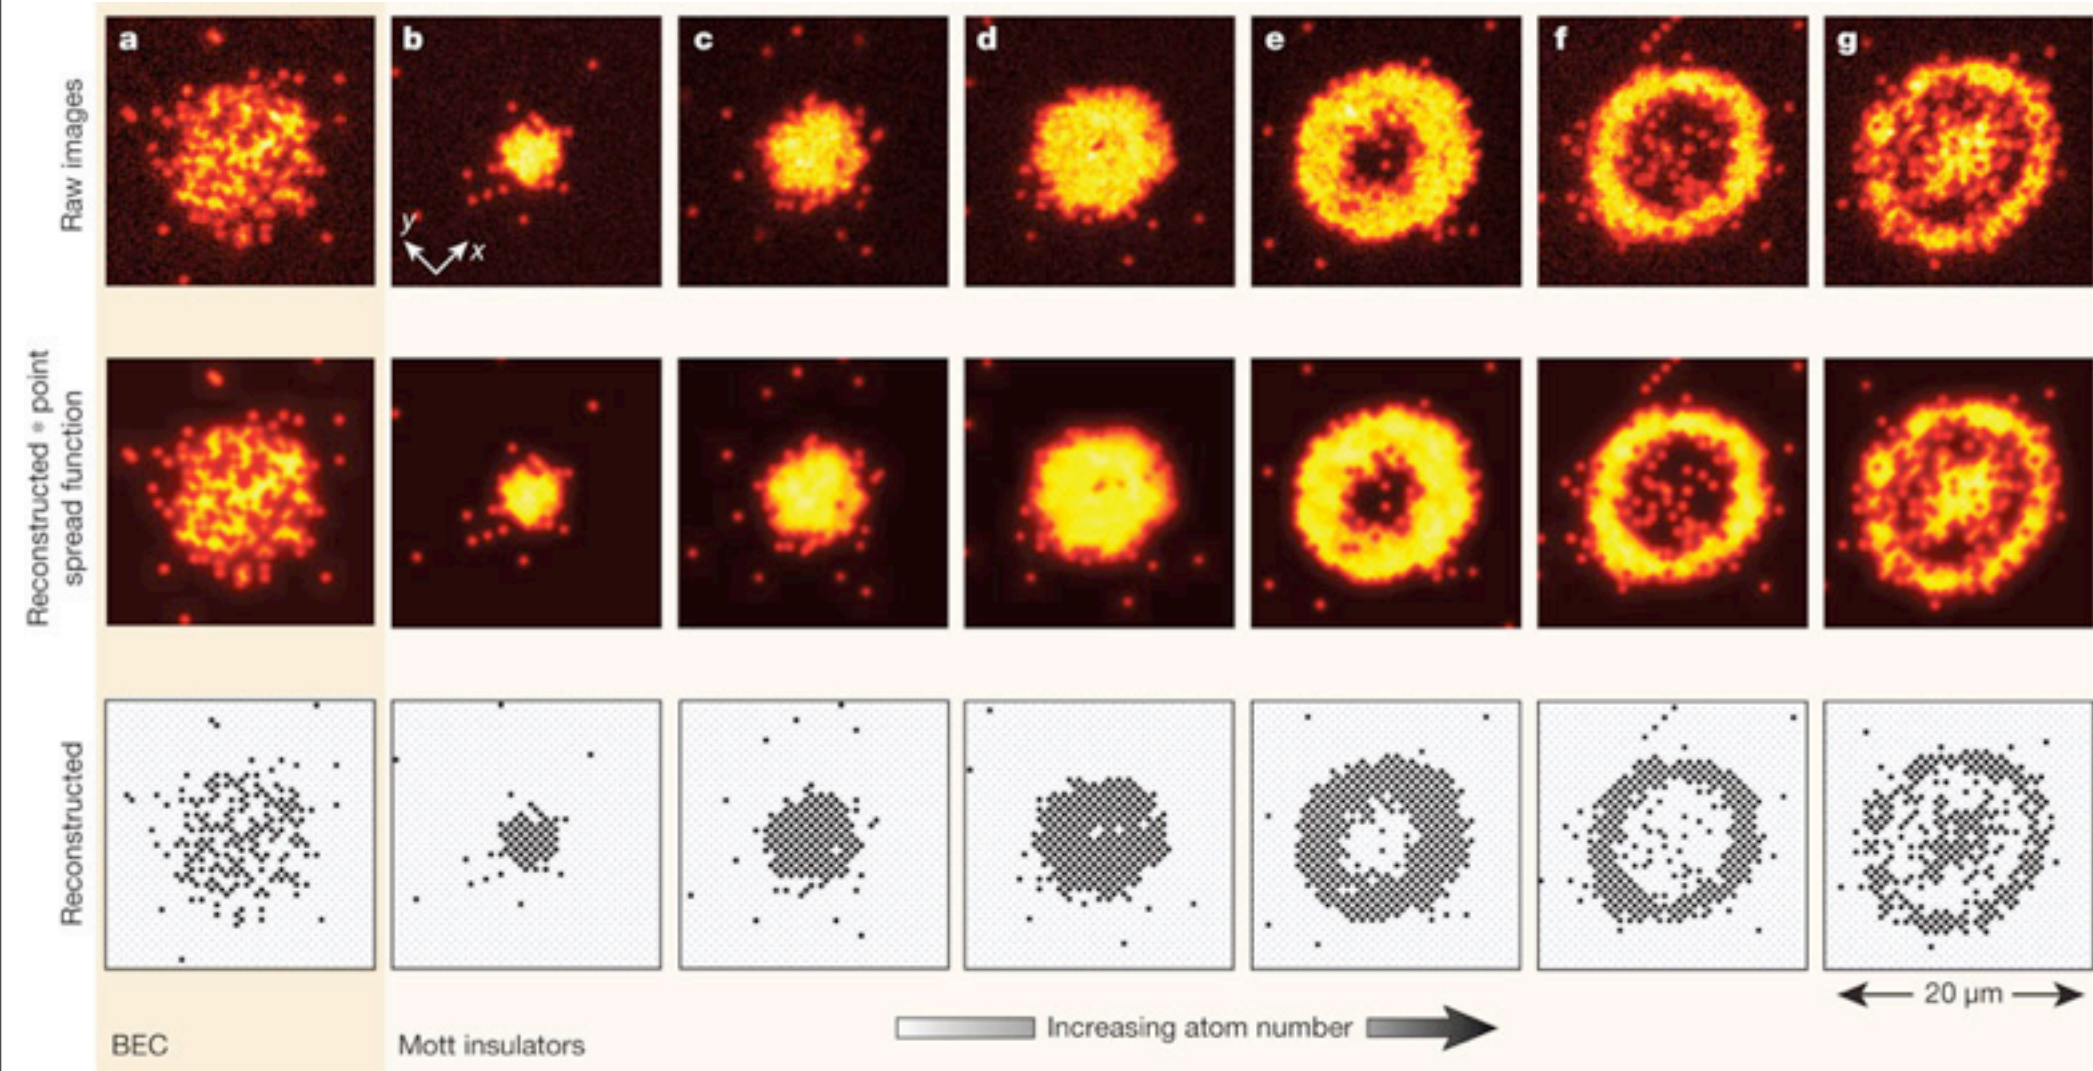 a
b
c
d
e
f
g
Raw images
y
x
Reconstructed * point
spread function
Reconstructed
20 μm
Increasing atom number
BEC
Mott insulators